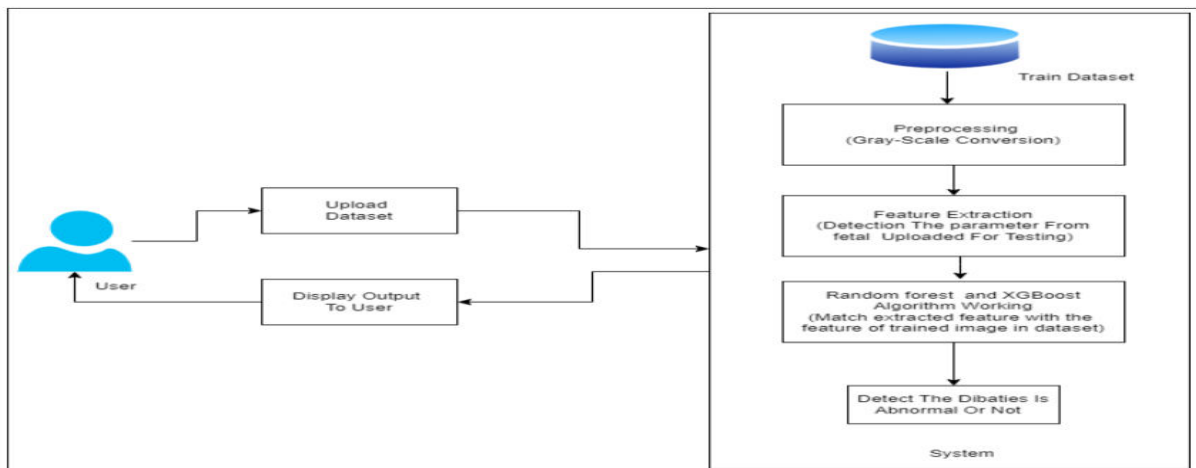 Train Dataset
Preprocessing
(Gray-Scale Conversion)
Upload
Dataset
Feature Extraction
(Detection The parameter From
fetal Uploaded For Testing)
User
Display Output
To User
Random forest and XGBoost
Algorithm Working
(Match extracted feature with the
feature of trained image in dataset)
Detect The Dibaties Is
Abnormal Or Not
System